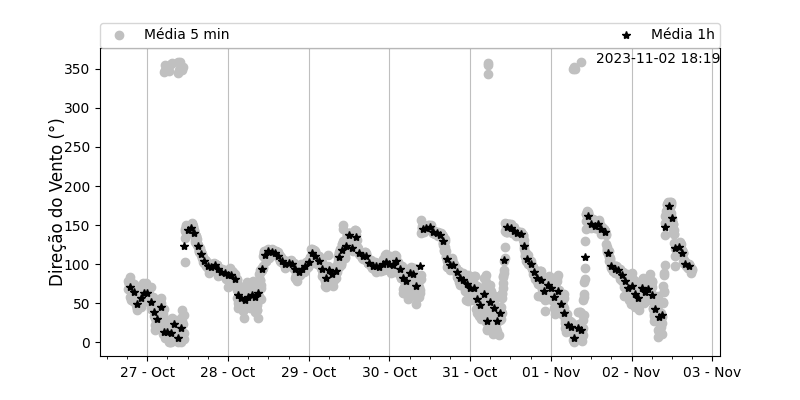 Média 5 min
Média 1h
2023-11-02 18:19
Direção do Vento (°)
350
300
250
200
150
100
50
0
27 - Oct
28 - Oct
29 - Oct
30 - Oct
31 - Oct
01 - Nov
02 - Nov
03 - Nov